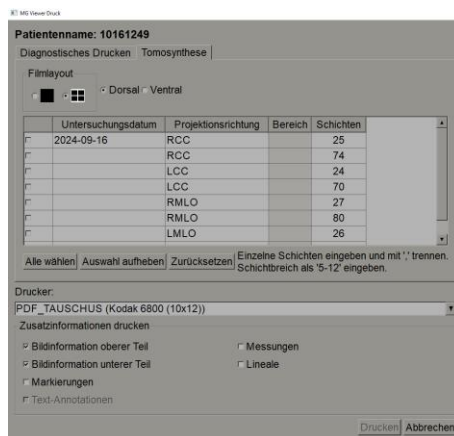 MG Viewer Druck
Patientenname: 10161249
Diagnostisches Drucken Tomosynthese
Filmlayout
Dorsal Ventral
Untersuchungsdatum Projektionsrichtung Bereich Schichten
2024-09-16 RCC 25
RCC 74
LCC 24
LCC 70
RMLO 27
RMLO 80
LMLO 26
Alle wählen Auswahl aufheben Zurücksetzen Einzelne Schichten eingeben und mit ',' trennen.
Schichtbreich als '5-12' eingeben.
Drucker:
PDF_TAUSCHUS (Kodak 6800 (10x12))
Zusatzinformationen drucken
Bildinformation oberer Teil Messungen
Bildinformation unterer Teil Lineale
Markierungen
Text-Annotationen
Drucken Abbrechen